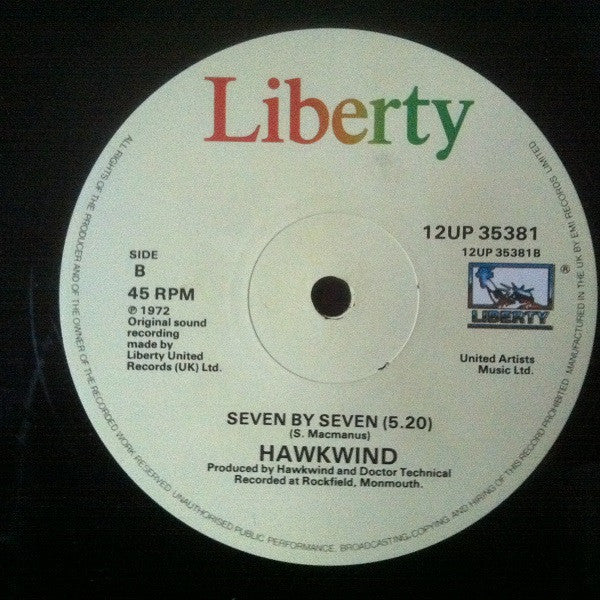 Liberty
12UP 35381
12UP 35381B
SIDE
B
45 RPM
℗ 1972
Original sound
recording
made by
Liberty United
Records (UK) Ltd.
LIBERTY ®
United Artists
Music Ltd.
SEVEN BY SEVEN (5.20)
(S. Macmanus)
HAWKWIND
Produced by Hawkwind and Doctor Technical
Recorded at Rockfield, Monmouth.
ALL RIGHTS OF THE PRODUCER AND OF THE OWNER OF THE RECORDED WORK RESERVED. UNAUTHORISED PUBLIC PERFORMANCE, BROADCASTING, COPYING AND HIRING OF THIS RECORD PROHIBITED. MANUFACTURED IN THE UK BY EMI RECORDS LIMITED